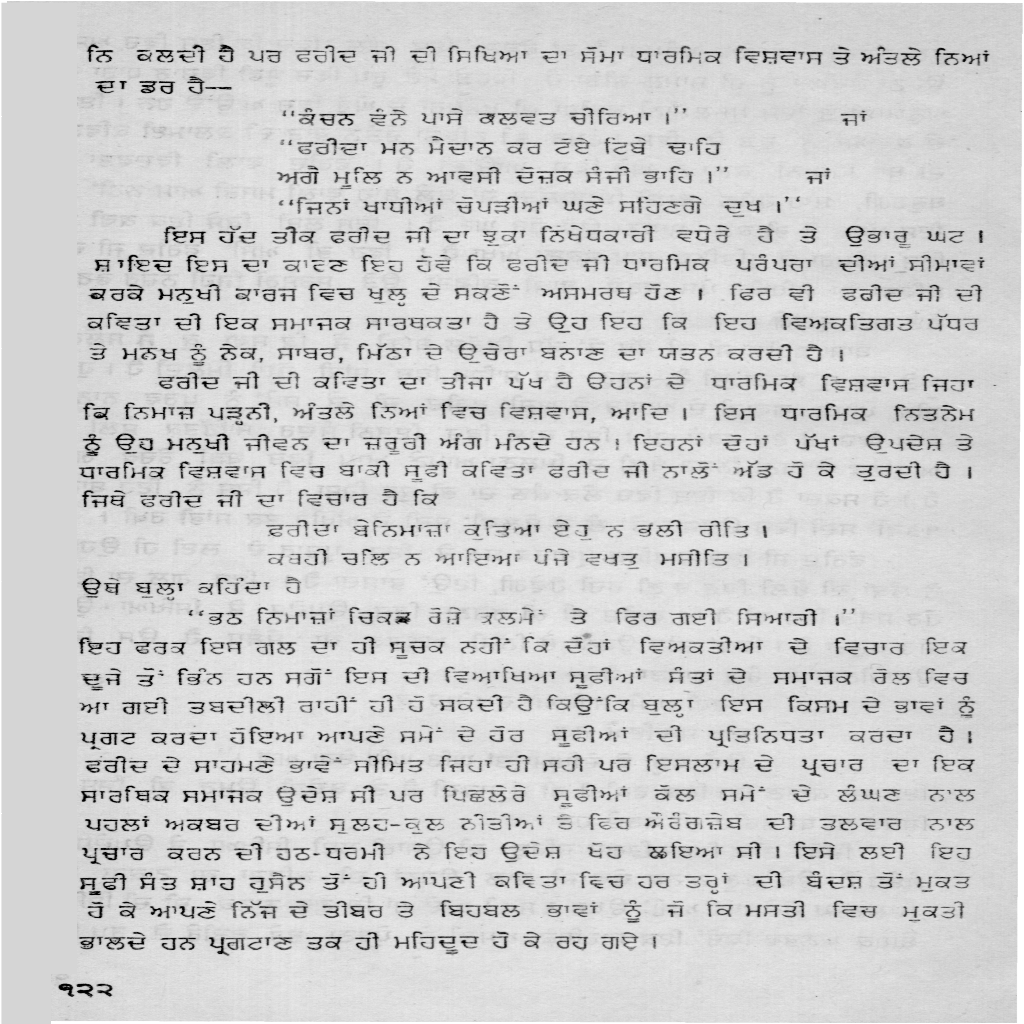 ਨਿ ਕਲਦੀ ਹੈ ਪਰ ਫਰੀਦ ਜੀ ਦੀ ਸਿਖਿਆ ਦਾ ਸੋਮਾ ਧਾਰਮਿਕ ਵਿਸ਼ਵਾਸ ਤੇ ਅੰਤਲੇ ਨਿਆਂ
ਦਾ ਡਰ ਹੈ—
“ਕੰਚਨ ਵੰਨੇ ਪਾਸੇ ਕਲਵਤ ਚੀਰਿਆ।” ਜਾਂ
“ਫਰੀਦਾ ਮਨ ਮੈਦਾਨ ਕਰ ਟੋਏ ਟਿਬੇ ਢਾਹਿ
ਅਗੈ ਮੂਲਿ ਨ ਆਵਸੀ ਦੋਜਕ ਸੰਜੀ ਭਾਹਿ।” ਜਾਂ
“ਜਿਨਾਂ ਖਾਧੀਆਂ ਚੋਪੜੀਆਂ ਘਣੇ ਸਹਿਣਗੇ ਦੁਖ।“
ਇਸ ਹੱਦ ਤੀਕ ਫਰੀਦ ਜੀ ਦਾ ਝੁਕਾ ਨਿਖੇਧਕਾਰੀ ਵਧੇਰੇ ਹੈ ਤੇ ਉਭਾਰੂ ਘਟ।
ਸ਼ਾਇਦ ਇਸ ਦਾ ਕਾਰਣ ਇਹ ਹੋਵੇ ਕਿ ਫਰੀਦ ਜੀ ਧਾਰਮਿਕ ਪਰੰਪਰਾ ਦੀਆਂ ਸੀਮਾਵਾਂ
ਕਰਕੇ ਮਨੁਖੀ ਕਾਰਜ ਵਿਚ ਖੁਲ੍ਹ ਦੇ ਸਕਣੋਂ ਅਸਮਰਥ ਹੋਣ। ਫਿਰ ਵੀ ਫਰੀਦ ਜੀ ਦੀ
ਕਵਿਤਾ ਦੀ ਇਕ ਸਮਾਜਕ ਸਾਰਥਕਤਾ ਹੈ ਤੇ ਉਹ ਇਹ ਕਿ ਇਹ ਵਿਅਕਤਿਗਤ ਪੱਧਰ
ਤੇ ਮਨਖ ਨੂੰ ਨੇਕ, ਸਾਬਰ, ਮਿੱਠਾ ਦੇ ਉਚੇਰਾ ਬਨਾਣ ਦਾ ਯਤਨ ਕਰਦੀ ਹੈ।
ਫਰੀਦ ਜੀ ਦੀ ਕਵਿਤਾ ਦਾ ਤੀਜਾ ਪੱਖ ਹੈ ਓਹਨਾਂ ਦੇ ਧਾਰਮਿਕ ਵਿਸ਼ਵਾਸ ਜਿਹਾ
ਕਿ ਨਿਮਾਜ਼ ਪੜ੍ਹਨੀ, ਅੰਤਲੇ ਨਿਆਂ ਵਿਚ ਵਿਸ਼ਵਾਸ, ਆਦਿ। ਇਸ ਧਾਰਮਿਕ ਨਿਤਨੇਮ
ਨੂੰ ਉਹ ਮਨੁਖੀ ਜੀਵਨ ਦਾ ਜ਼ਰੂਰੀ ਅੰਗ ਮੰਨਦੇ ਹਨ। ਇਹਨਾਂ ਦੋਹਾਂ ਪੱਖਾਂ ਉਪਦੇਸ਼ ਤੇ
ਧਾਰਮਿਕ ਵਿਸ਼ਵਾਸ ਵਿਚ ਬਾਕੀ ਸੂਫੀ ਕਵਿਤਾ ਫਰੀਦ ਜੀ ਨਾਲੋਂ ਅੱਡ ਹੋ ਕੇ ਤੁਰਦੀ ਹੈ।
ਜਿਥੇ ਫਰੀਦ ਜੀ ਦਾ ਵਿਚਾਰ ਹੈ ਕਿ
ਫ਼ਰੀਦਾ ਬੇਨਿਮਾਜ਼ਾ ਕੁਤਿਆ ਏਹੁ ਨ ਭਲੀ ਰੀਤਿ।
ਕਬਹੀ ਚਲਿ ਨ ਆਇਆ ਪੰਜੇ ਵਖਤੁ ਮਸੀਤਿ।
ਉਥੇ ਬੁਲ੍ਹਾ ਕਹਿੰਦਾ ਹੈ
“ਭਠ ਨਿਮਾਜ਼ਾਂ ਚਿਕੜ ਰੋਜ਼ੇ ਕਲਮੇਂ ਤੇ ਫਿਰ ਗਈ ਸਿਆਹੀ।”
ਇਹ ਫਰਕ ਇਸ ਗਲ ਦਾ ਹੀ ਸੂਚਕ ਨਹੀਂ ਕਿ ਦੋਹਾਂ ਵਿਅਕਤੀਆ ਦੇ ਵਿਚਾਰ ਇਕ
ਦੂਜੇ ਤੋਂ ਭਿੰਨ ਹਨ ਸਗੋਂ ਇਸ ਦੀ ਵਿਆਖਿਆ ਸੂਫੀਆਂ ਸੰਤਾਂ ਦੇ ਸਮਾਜਕ ਰੋਲ ਵਿਚ
ਆ ਗਈ ਤਬਦੀਲੀ ਰਾਹੀਂ ਹੀ ਹੋ ਸਕਦੀ ਹੈ ਕਿਉਂਕਿ ਬੁਲ੍ਹਾ ਇਸ ਕਿਸਮ ਦੇ ਭਾਵਾਂ ਨੂੰ
ਪ੍ਰਗਟ ਕਰਦਾ ਹੋਇਆ ਆਪਣੇ ਸਮੇਂ ਦੇ ਹੋਰ ਸੂਫੀਆਂ ਦੀ ਪ੍ਰਤਿਨਿਧਤਾ ਕਰਦਾ ਹੈ।
ਫਰੀਦ ਦੇ ਸਾਹਮਣੇ ਭਾਵੇਂ ਸੀਮਿਤ ਜਿਹਾ ਹੀ ਸਹੀ ਪਰ ਇਸਲਾਮ ਦੇ ਪ੍ਰਚਾਰ ਦਾ ਇਕ
ਸਾਰਥਿਕ ਸਮਾਜਕ ਉਦੇਸ਼ ਸੀ ਪਰ ਪਿਛਲੇਰੇ ਸੂਫੀਆਂ ਕੋਲ ਸਮੇਂ ਦੇ ਲੰਘਣ ਨਾਲ
ਪਹਲਾਂ ਅਕਬਰ ਦੀਆਂ ਸੁਲਹ-ਕੁਲ ਨੀਤੀਆਂ ਤੇ ਫਿਰ ਔਰੰਗਜ਼ੇਬ ਦੀ ਤਲਵਾਰ ਨਾਲ
ਪ੍ਰਚਾਰ ਕਰਨ ਦੀ ਹਠ-ਧਰਮੀ ਨੇ ਇਹ ਉਦੇਸ਼ ਖੋਹ ਛਇਆ ਸੀ। ਇਸੇ ਲਈ ਇਹ
ਸੂਫੀ ਸੰਤ ਸ਼ਾਹ ਹੁਸੈਨ ਤੋਂ ਹੀ ਆਪਣੀ ਕਵਿਤਾ ਵਿਚ ਹਰ ਤਰ੍ਹਾਂ ਦੀ ਬੰਦਸ਼ ਤੋਂ ਮੁਕਤ
ਹੋ ਕੇ ਆਪਣੇ ਨਿੱਜ ਦੇ ਤੀਬਰ ਤੇ ਬਿਹਬਲ ਭਾਵਾਂ ਨੂੰ ਜੋ ਕਿ ਮਸਤੀ ਵਿਚ ਮੁਕਤੀ
ਭਾਲਦੇ ਹਨ ਪ੍ਰਗਟਾਣ ਤਕ ਹੀ ਮਹਿਦੂਦ ਹੋ ਕੇ ਰਹ ਗਏ।
੧੨੨